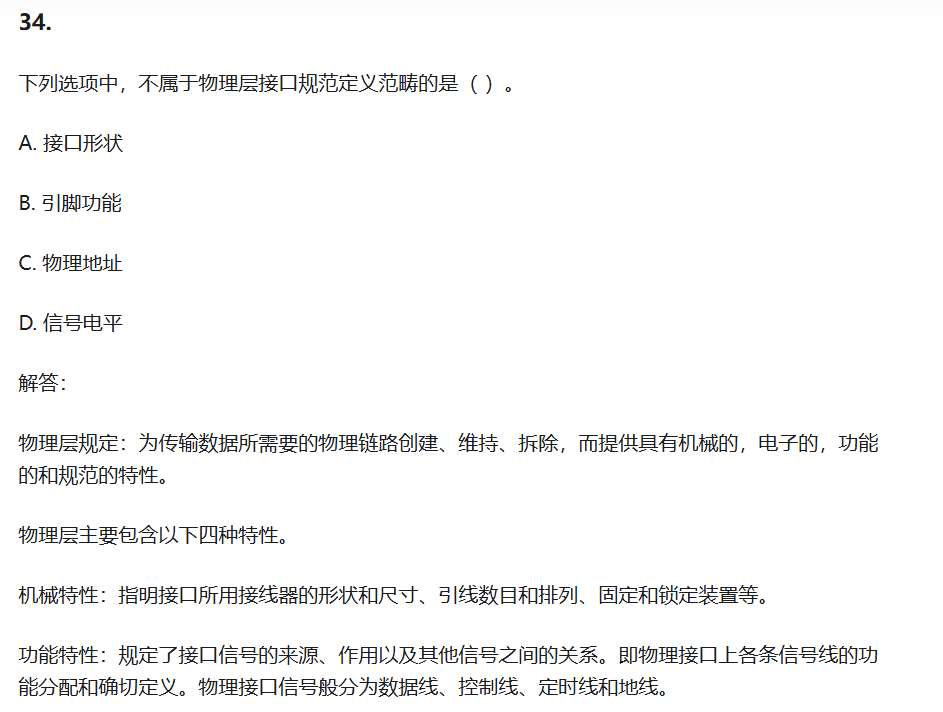 34.
下列选项中，不属于物理层接口规范定义范畴的是（ ）。
A. 接口形状
B. 引脚功能
C. 物理地址
D. 信号电平
解答：
物理层规定：为传输数据所需要的物理链路创建、维持、拆除，而提供具有机械的，电子的，功能
的和规范的特性。
物理层主要包含以下四种特性。
机械特性：指明接口所用接线器的形状和尺寸、引线数目和排列、固定和锁定装置等。
功能特性：规定了接口信号的来源、作用以及其他信号之间的关系。即物理接口上各条信号线的功
能分配和确切定义。物理接口信号般分为数据线、控制线、定时线和地线。